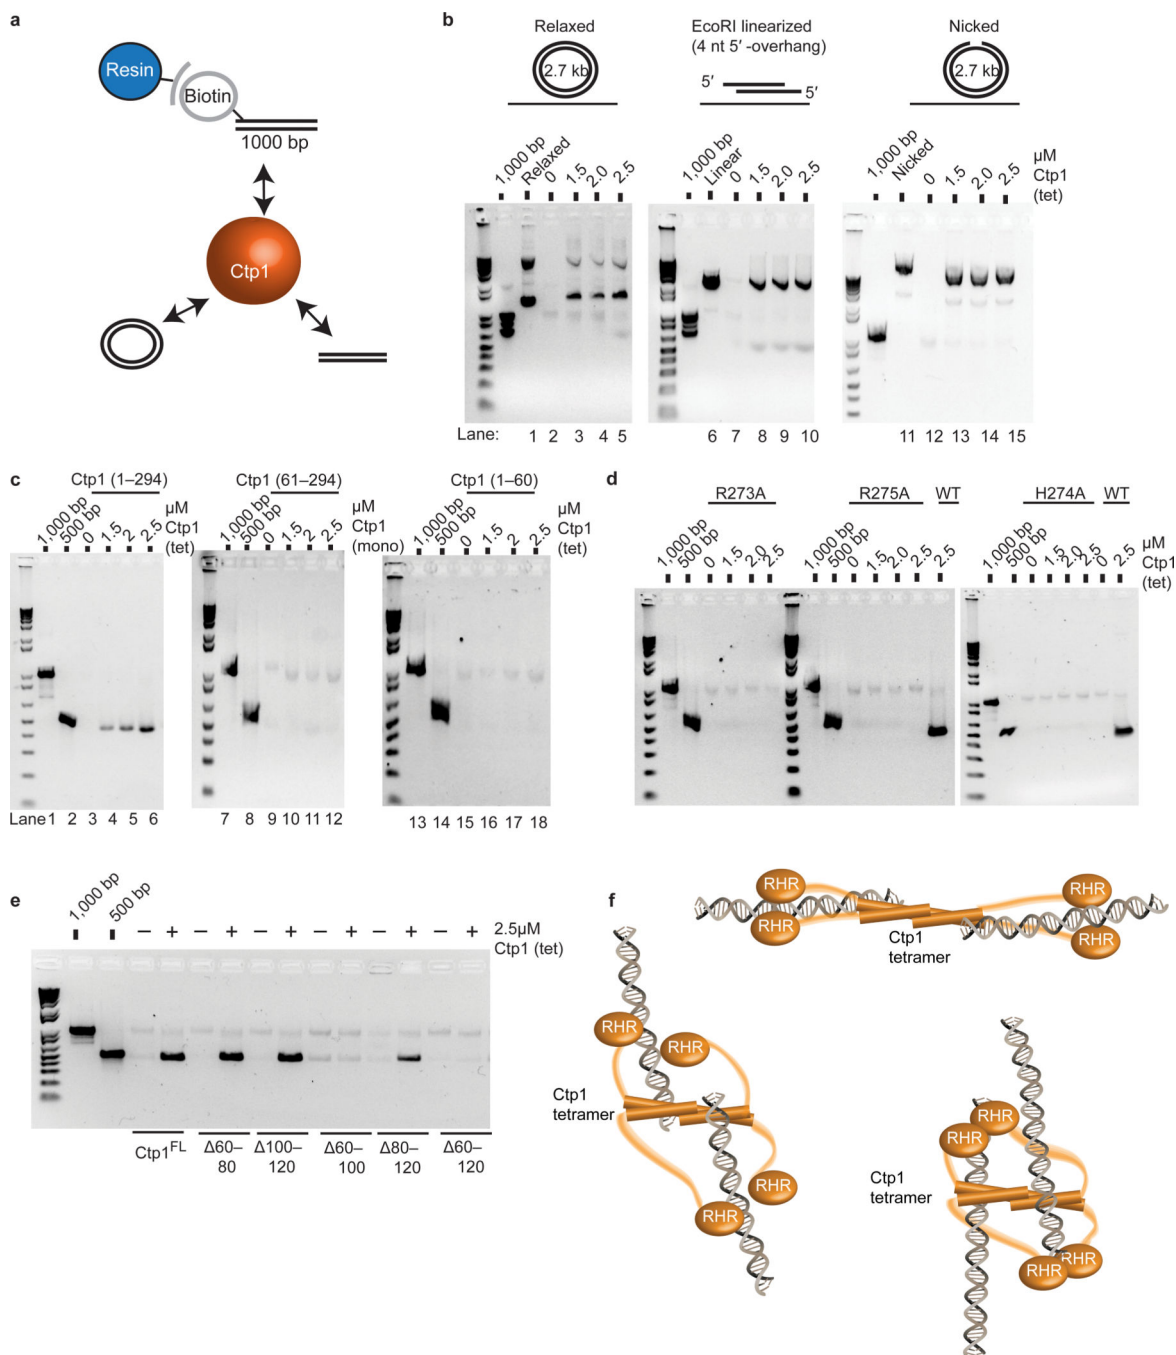 a
Resin
Biotin
1000 bp
Ctp1
b
Relaxed
2.7 kb
EcoRI linearized
(4 nt 5′ -overhang)
5′
5′
Nicked
2.7 kb
1,000 bp
Relaxed
0
1.5
2.0
2.5
1,000 bp
Linear
0
1.5
2.0
2.5
1,000 bp
Nicked
0
1.5
2.0
2.5
µM
Ctp1
(tet)
Lane: 1 2 3 4 5 6 7 8 9 10 11 12 13 14 15
c
Ctp1 (1–294)
1,000 bp
500 bp
0
1.5
2
2.5
µM
Ctp1
(tet)
Ctp1 (61–294)
1,000 bp
500 bp
0
1.5
2
2.5
µM
Ctp1
(mono)
Ctp1 (1–60)
1,000 bp
500 bp
0
1.5
2
2.5
µM
Ctp1
(tet)
Lane 1 2 3 4 5 6 7 8 9 10 11 12 13 14 15 16 17 18
d
R273A
R275A
WT
H274A
WT
1,000 bp
500 bp
0
1.5
2.0
2.5
1,000 bp
500 bp
0
1.5
2.0
2.5
2.5
1,000 bp
500 bp
0
1.5
2.0
2.5
0
2.5
µM
Ctp1
(tet)
e
1,000 bp
500 bp
– + – + – + – + – + – +
2.5µM
Ctp1 (tet)
Ctp1FL
Δ60–
80
Δ100–
120
Δ60–
100
Δ80–
120
Δ60–
120
f
RHR
RHR
RHR
RHR
Ctp1
tetramer
RHR
RHR
Ctp1
tetramer
RHR
RHR
RHR
RHR
Ctp1
tetramer
RHR
RHR